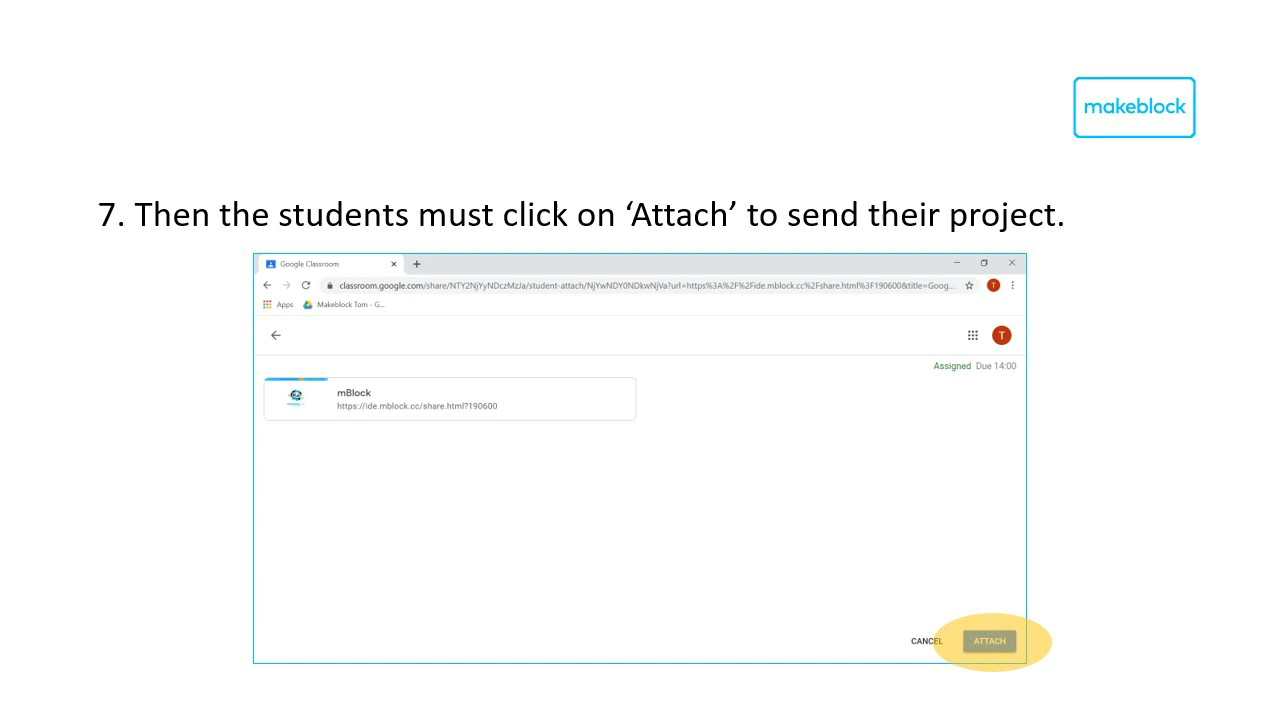 makeblock
7. Then the students must click on ‘Attach’ to send their project.
Google Classroom
classroom.google.com/share/NTY2NjYyNDczMzJa/student-attach/NjYwNDY0NDkwNjVa?url=https%3A%2F%2Fide.mblock.cc%2Fshare.html%3F190600&title=Goog...
T
Apps Makeblock Tom - G...
T
Assigned Due 14:00
mBlock
https://ide.mblock.cc/share.html?190600
CANCEL ATTACH